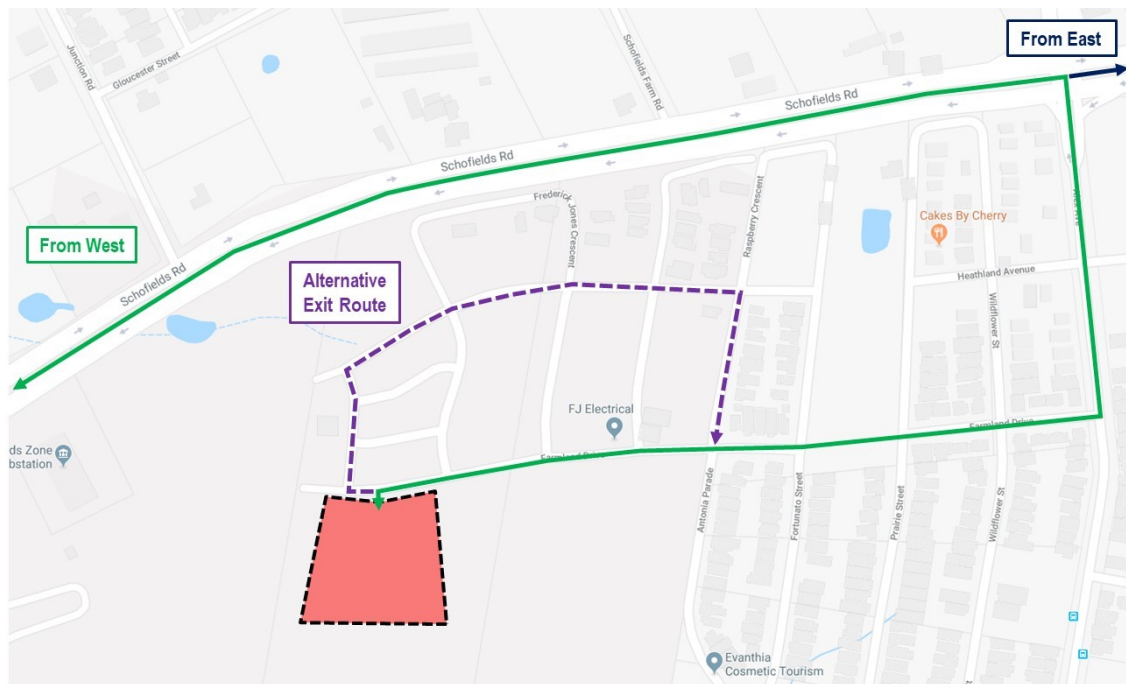 From East
Junction Rd
Gloucester Street
Schofields Farm Rd
Schofields Rd
Schofields Rd
Frederick
Jones Crescent
Raspberry Crescent
Cakes By Cherry
From West
Schofields Rd
Alternative
Exit Route
Heathland Avenue
Wildflower St
FJ Electrical
Farmland Drive
Farmland Drive
ds Zone
bstation
Antonia Parade
Fortunato Street
Prairie Street
Wildflower St
Evanthia
Cosmetic Tourism